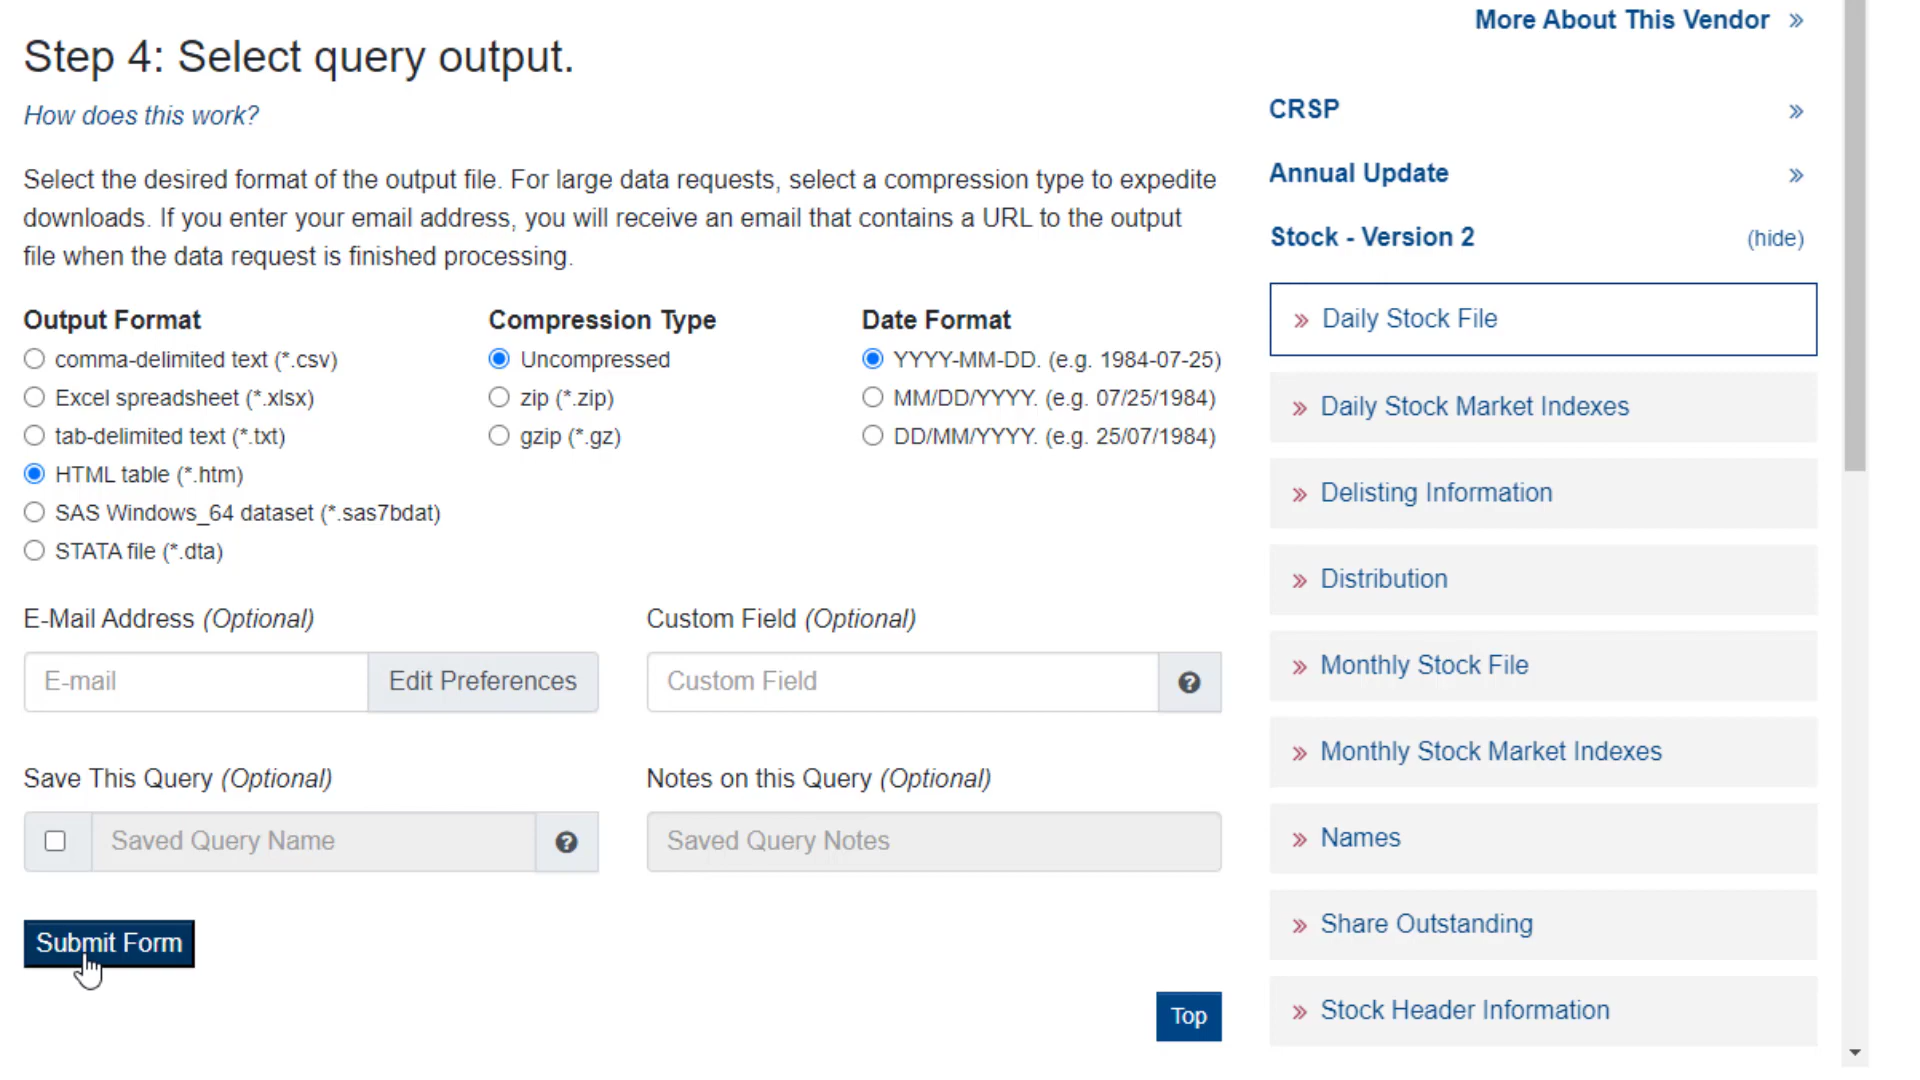 More About This Vendor »
Step 4: Select query output.
How does this work?
Select the desired format of the output file. For large data requests, select a compression type to expedite
downloads. If you enter your email address, you will receive an email that contains a URL to the output
file when the data request is finished processing.
Output Format
comma-delimited text (*.csv)
Excel spreadsheet (*.xlsx)
tab-delimited text (*.txt)
HTML table (*.htm)
SAS Windows_64 dataset (*.sas7bdat)
STATA file (*.dta)
Compression Type
Uncompressed
zip (*.zip)
gzip (*.gz)
Date Format
YYYY-MM-DD. (e.g. 1984-07-25)
MM/DD/YYYY. (e.g. 07/25/1984)
DD/MM/YYYY. (e.g. 25/07/1984)
E-Mail Address (Optional)
E-mail
Edit Preferences
Custom Field (Optional)
Custom Field
?
Save This Query (Optional)
Saved Query Name
?
Notes on this Query (Optional)
Saved Query Notes
Submit Form
Top
CRSP »
Annual Update »
Stock - Version 2 (hide)
» Daily Stock File
» Daily Stock Market Indexes
» Delisting Information
» Distribution
» Monthly Stock File
» Monthly Stock Market Indexes
» Names
» Share Outstanding
» Stock Header Information